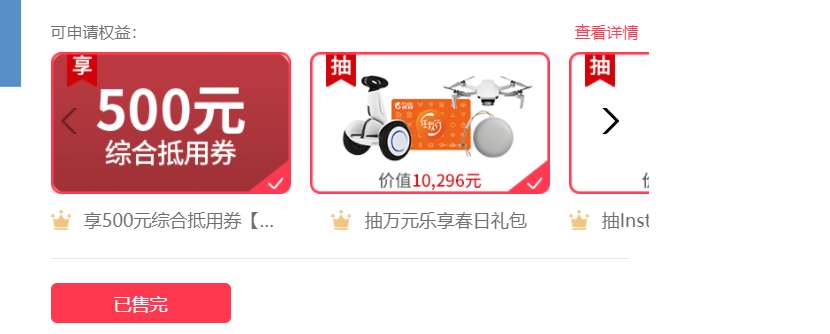 可申请权益：
查看详情
享
500元
综合抵用券
抽
价值10,296元
抽
享500元综合抵用券【...
抽万元乐享春日礼包
抽Inst
已售完